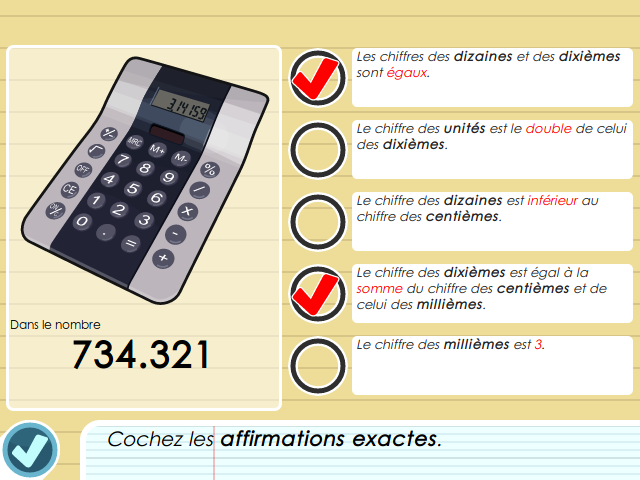 3.14159
+/-
MRC
M+
M-
%
√
7
8
9
/
OFF
4
5
6
x
CE
1
2
3
-
ON/
0
.
=
+
Dans le nombre
734.321
Les chiffres des dizaines et des dixièmes
sont égaux.
Le chiffre des unités est le double de celui
des dixièmes.
Le chiffre des dizaines est inférieur au
chiffre des centièmes.
Le chiffre des dixièmes est égal à la
somme du chiffre des centièmes et de
celui des millièmes.
Le chiffre des millièmes est 3.
Cochez les affirmations exactes.